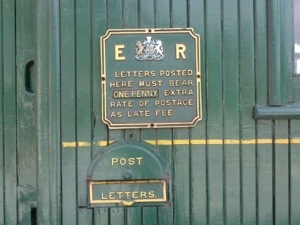 E R
LETTERS POSTED
HERE MUST BEAR
ONE PENNY EXTRA
RATE OF POSTAGE
AS LATE FEE
POST
LETTERS.